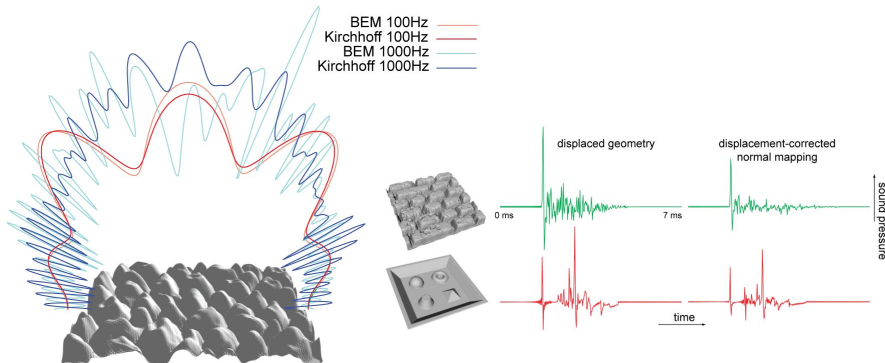 BEM 100Hz
Kirchhoff 100Hz
BEM 1000Hz
Kirchhoff 1000Hz
displaced geometry
displacement-corrected
normal mapping
0 ms
7 ms
sound pressure
time